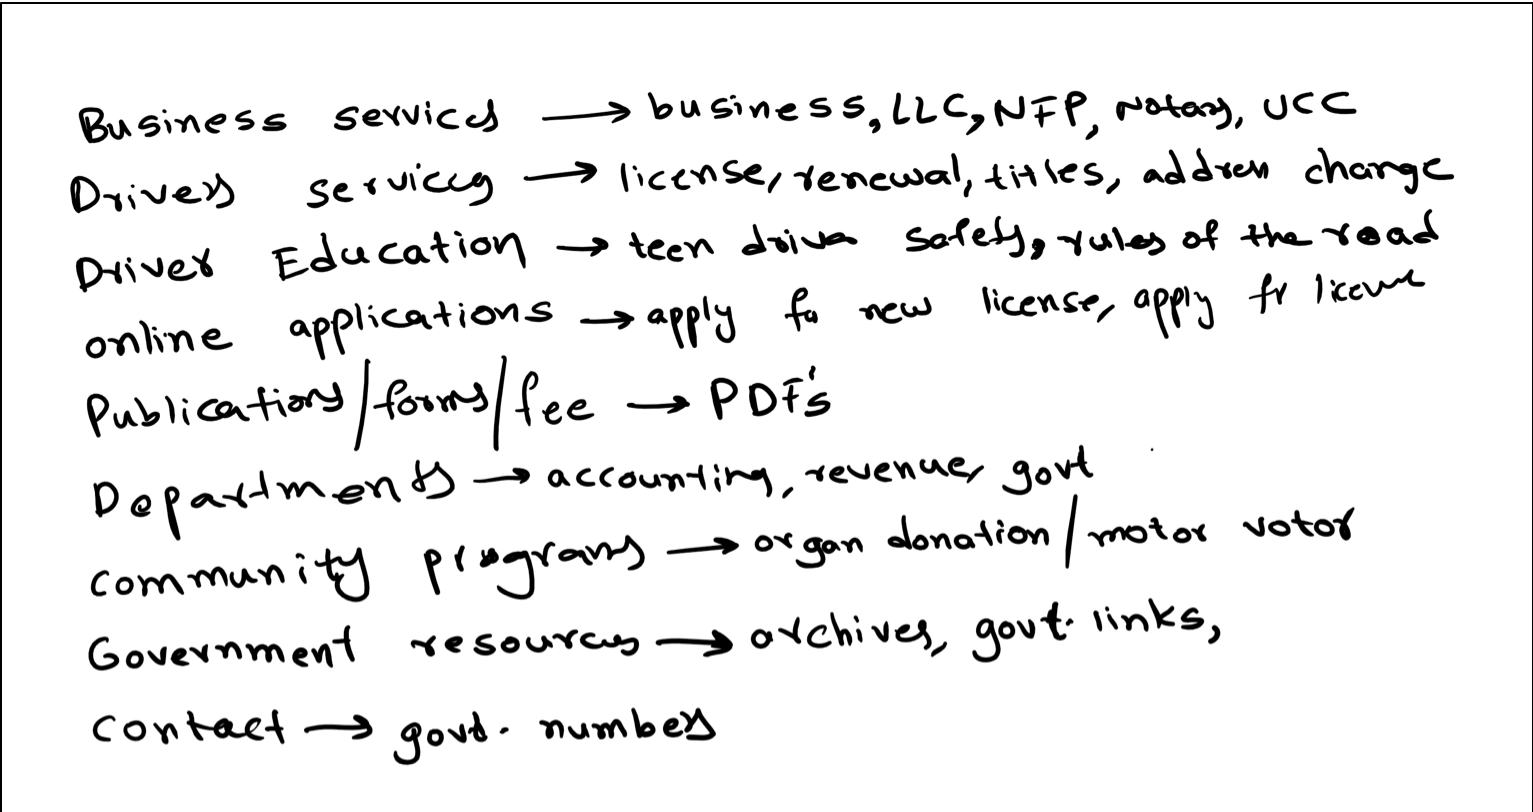 Business services → business, LLC, NFP, Notary, UCC
Drivers services → license, renewal, titles, address change
Driver Education → teen driver safety, rules of the road
online applications → apply for new license, apply fr license
Publications/forms/fee → PDF's
Departments → accounting, revenue, govt
community programs → organ donation / motor votor
Government resources → archives, govt. links,
contact → govt. numbers